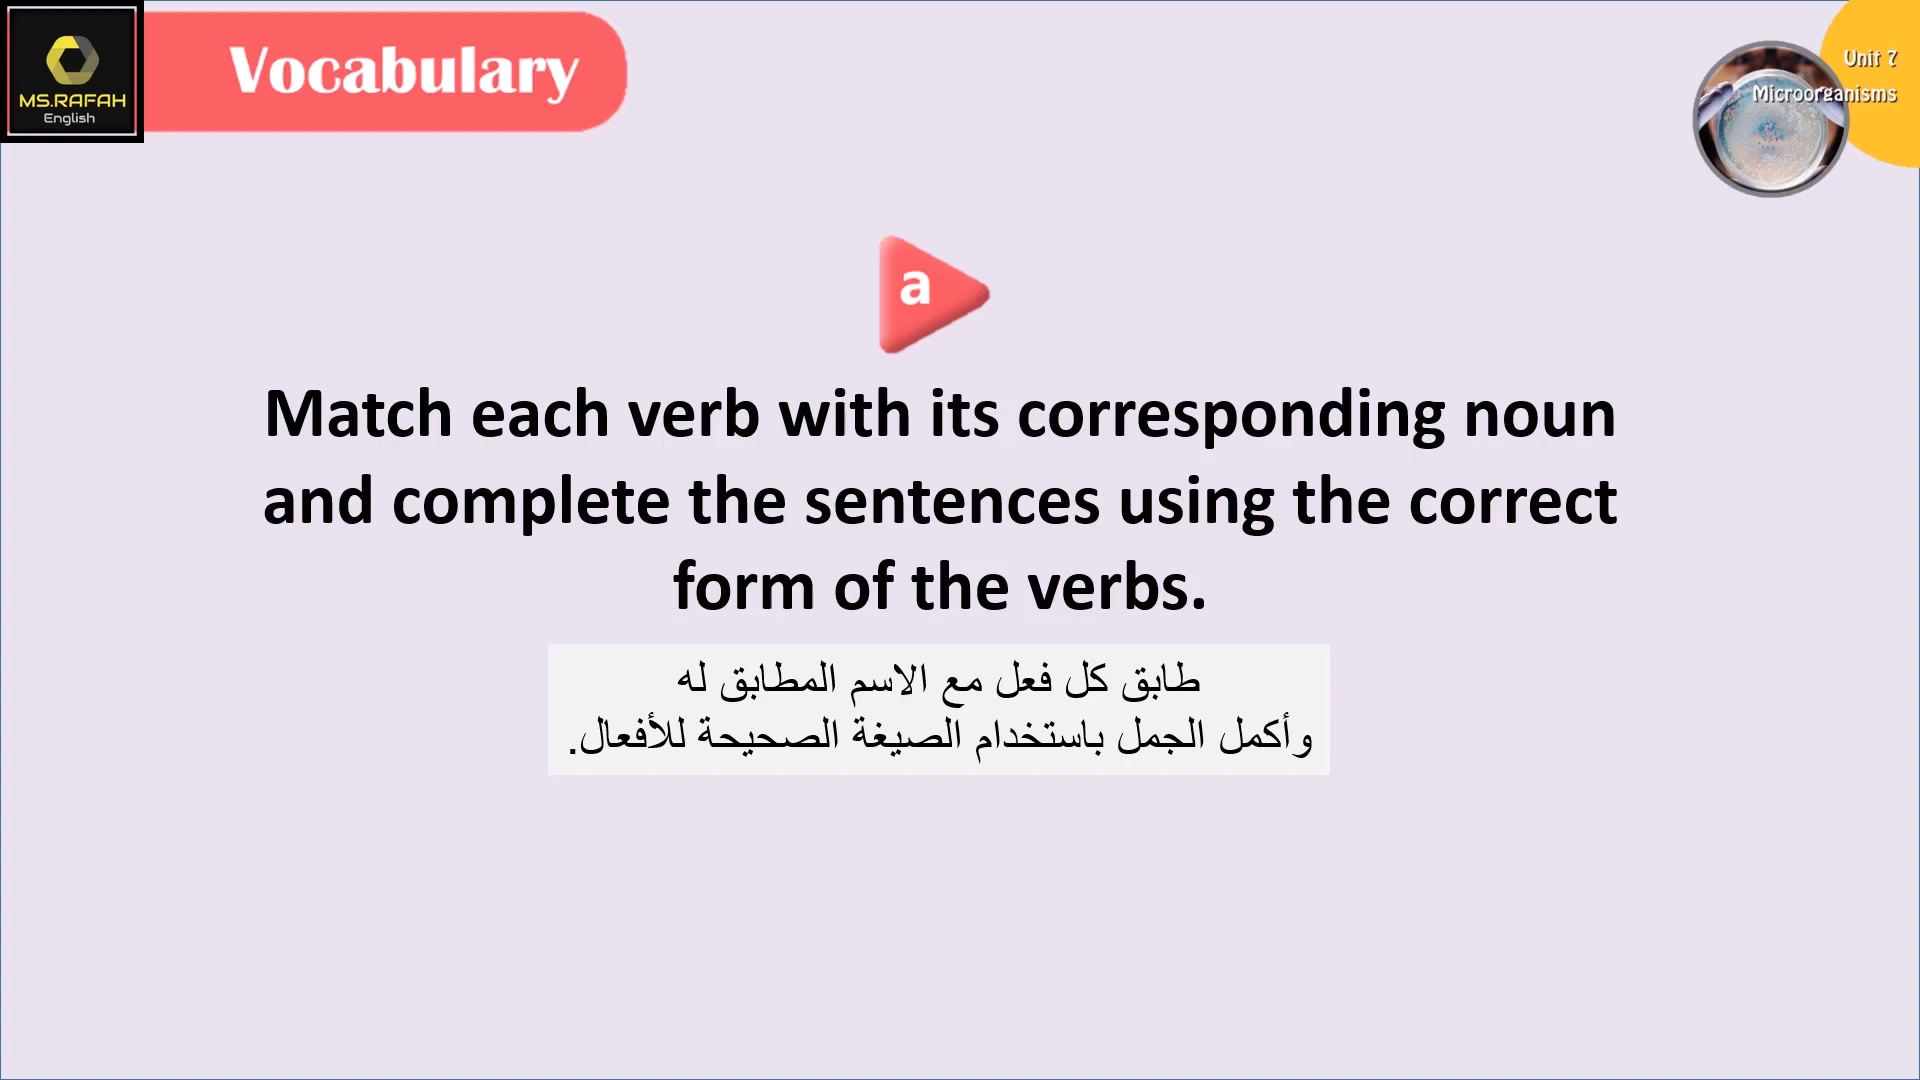 MS.RAFAH
English
Vocabulary
Unit 7
Microorganisms
a
Match each verb with its corresponding noun
and complete the sentences using the correct
form of the verbs.
طابق كل فعل مع الاسم المطابق له
وأكمل الجمل باستخدام الصيغة الصحيحة للأفعال.